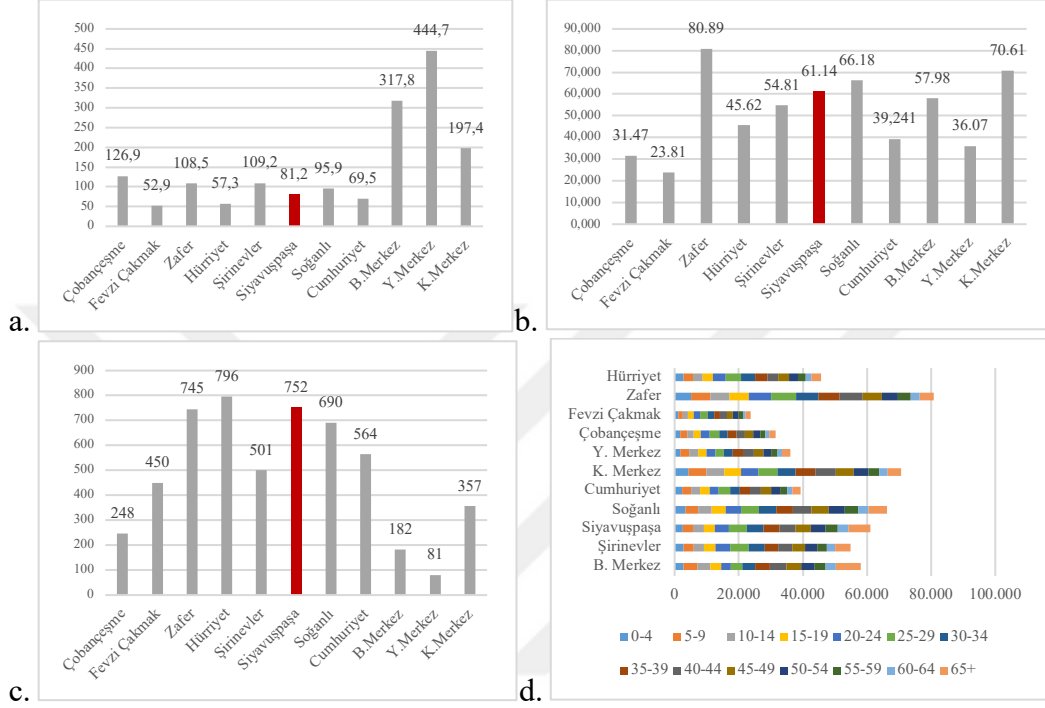 500
450
400
350
300
250
200
150
100
50
0
126,9
52,9
108,5
57,3
109,2
81,2
95,9
69,5
317,8
444,7
197,4
Çobançeşme
Fevzi Çakmak
Zafer
Hürriyet
Şirinevler
Siyavuşpaşa
Soğanlı
Cumhuriyet
B.Merkez
Y.Merkez
K.Merkez
a.
90,000
80,000
70,000
60,000
50,000
40,000
30,000
20,000
10,000
0,000
31.47
23.81
80.89
45.62
54.81
61.14
66.18
39,241
57.98
36.07
70.61
Çobançeşme
Fevzi Çakmak
Zafer
Hürriyet
Şirinevler
Siyavuşpaşa
Soğanlı
Cumhuriyet
B.Merkez
Y.Merkez
K.Merkez
b.
900
800
700
600
500
400
300
200
100
0
248
450
745
796
501
752
690
564
182
81
357
Çobançeşme
Fevzi Çakmak
Zafer
Hürriyet
Şirinevler
Siyavuşpaşa
Soğanlı
Cumhuriyet
B.Merkez
Y.Merkez
K.Merkez
c.
Hürriyet
Zafer
Fevzi Çakmak
Çobançeşme
Y. Merkez
K. Merkez
Cumhuriyet
Soğanlı
Siyavuşpaşa
Şirinevler
B. Merkez
0 20.000 40.000 60.000 80.000 100.000
0-4 5-9 10-14 15-19 20-24 25-29 30-34
35-39 40-44 45-49 50-54 55-59 60-64 65+
d.